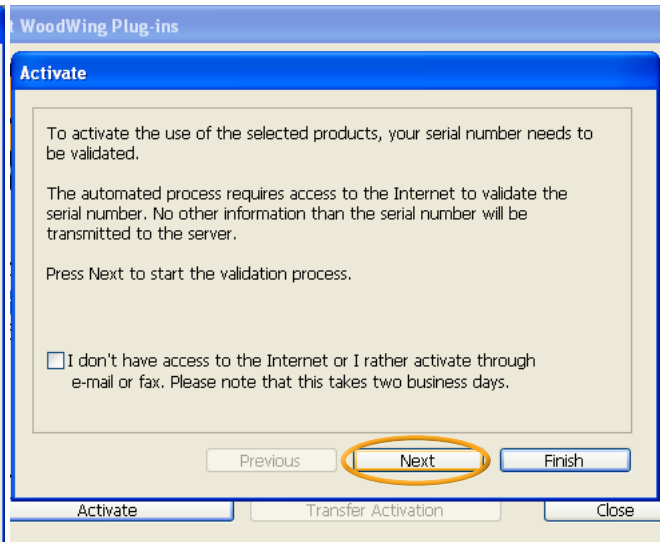 WoodWing Plug-ins
Activate
To activate the use of the selected products, your serial number needs to
be validated.
The automated process requires access to the Internet to validate the
serial number. No other information than the serial number will be
transmitted to the server.
Press Next to start the validation process.
I don't have access to the Internet or I rather activate through
e-mail or fax. Please note that this takes two business days.
Previous Next Finish
Activate Transfer Activation Close